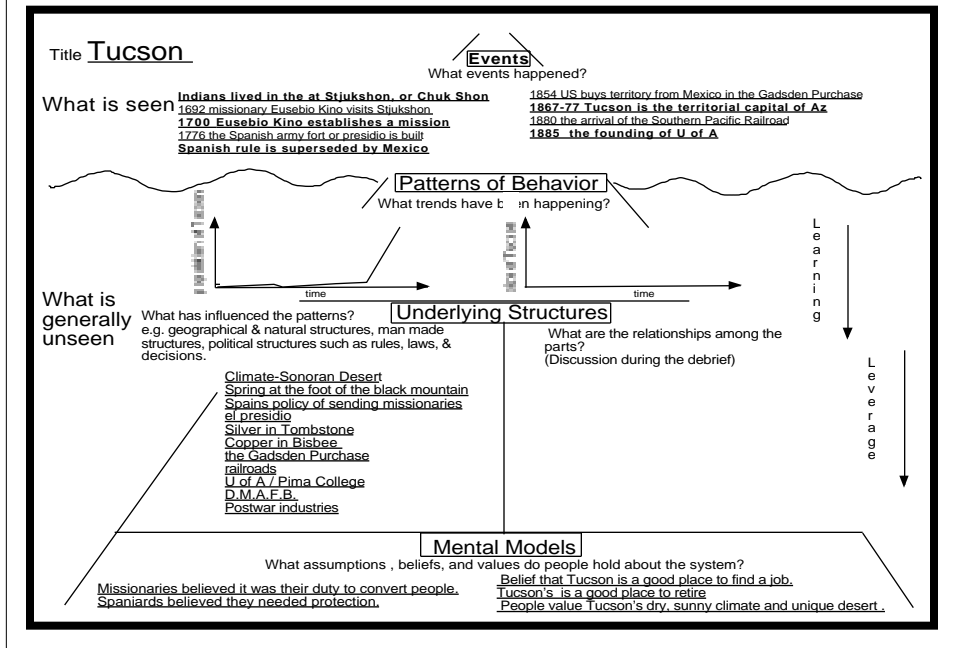 Title Tucson
Events
What events happened?
What is seen
Indians lived in the at Stjukshon, or Chuk Shon
1692 missionary Eusebio Kino visits Stjukshon
1700 Eusebio Kino establishes a mission
1776 the Spanish army fort or presidio is built
Spanish rule is superseded by Mexico
1854 US buys territory from Mexico in the Gadsden Purchase
1867-77 Tucson is the territorial capital of Az
1880 the arrival of the Southern Pacific Railroad
1885 the founding of U of A
Patterns of Behavior
What trends have been happening?
time
time
Learning
What is
generally
unseen
Underlying Structures
What has influenced the patterns?
e.g. geographical & natural structures, man made
structures, political structures such as rules, laws, &
decisions.
What are the relationships among the
parts?
(Discussion during the debrief)
Leverage
Climate-Sonoran Desert
Spring at the foot of the black mountain
Spains policy of sending missionaries
el presidio
Silver in Tombstone
Copper in Bisbee
the Gadsden Purchase
railroads
U of A / Pima College
D.M.A.F.B.
Postwar industries
Mental Models
What assumptions , beliefs, and values do people hold about the system?
Missionaries believed it was their duty to convert people.
Spaniards believed they needed protection.
Belief that Tucson is a good place to find a job.
Tucson's is a good place to retire
People value Tucson's dry, sunny climate and unique desert .